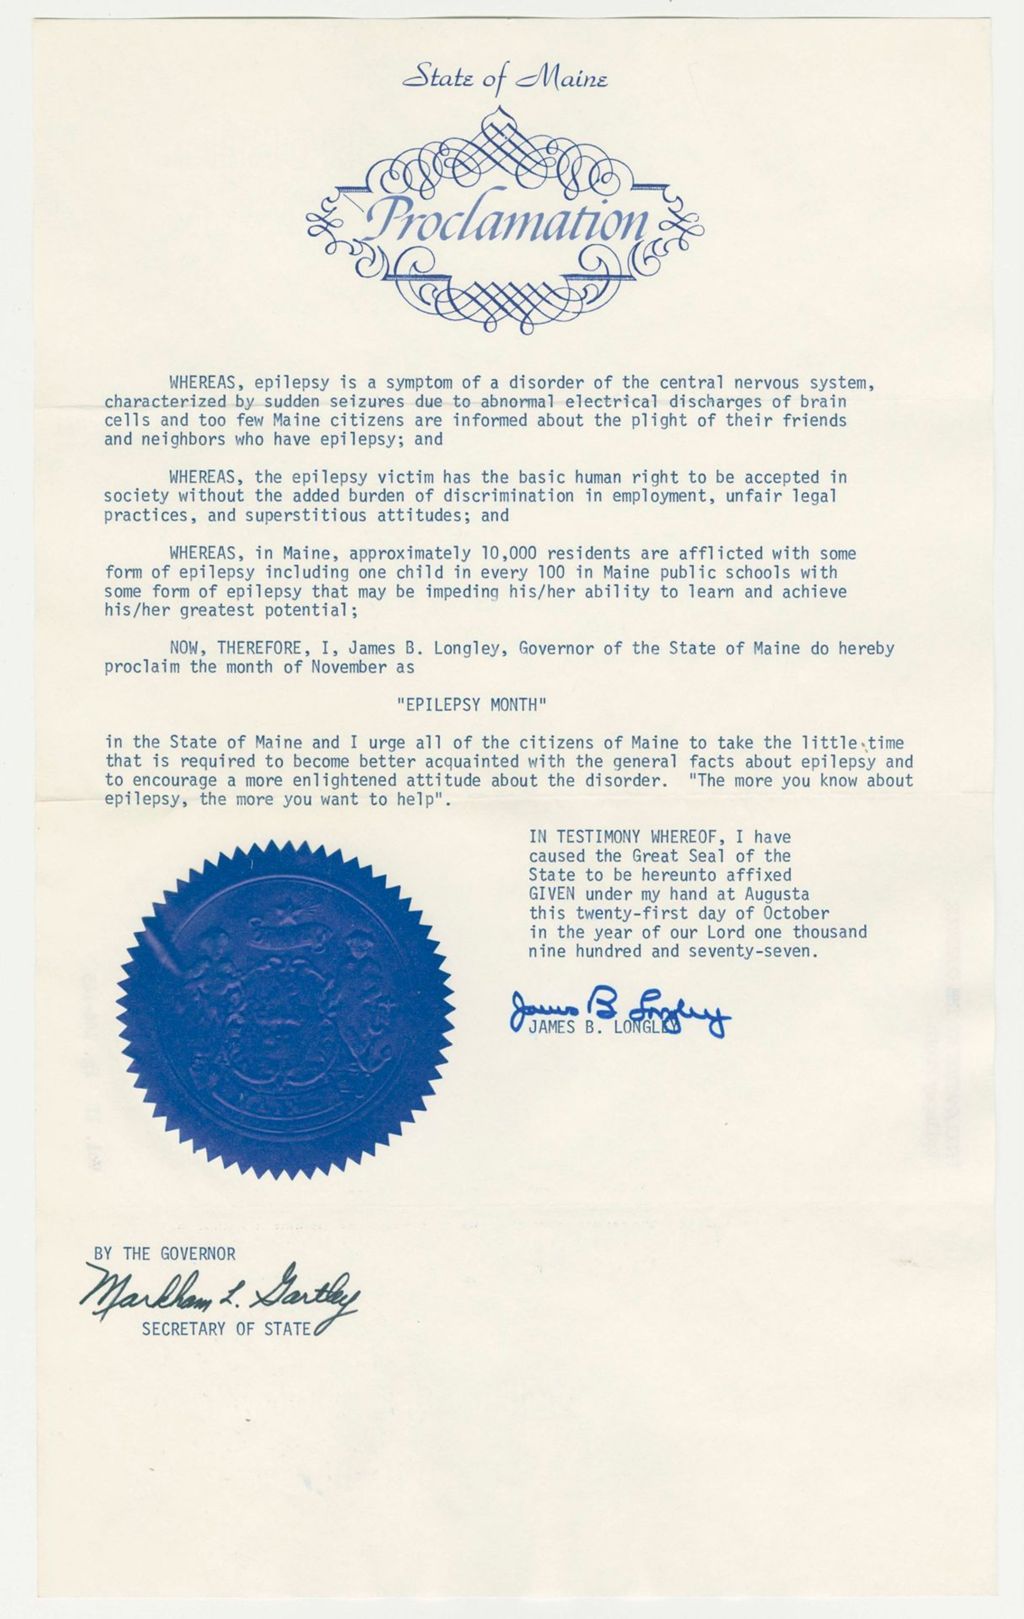 State of Maine
Proclamation
WHEREAS, epilepsy is a symptom of a disorder of the central nervous system,
characterized by sudden seizures due to abnormal electrical discharges of brain
cells and too few Maine citizens are informed about the plight of their friends
and neighbors who have epilepsy; and
WHEREAS, the epilepsy victim has the basic human right to be accepted in
society without the added burden of discrimination in employment, unfair legal
practices, and superstitious attitudes; and
WHEREAS, in Maine, approximately 10,000 residents are afflicted with some
form of epilepsy including one child in every 100 in Maine public schools with
some form of epilepsy that may be impeding his/her ability to learn and achieve
his/her greatest potential;
NOW, THEREFORE, I, James B. Longley, Governor of the State of Maine do hereby
proclaim the month of November as
"EPILEPSY MONTH"
in the State of Maine and I urge all of the citizens of Maine to take the little time
that is required to become better acquainted with the general facts about epilepsy and
to encourage a more enlightened attitude about the disorder. "The more you know about
epilepsy, the more you want to help".
IN TESTIMONY WHEREOF, I have
caused the Great Seal of the
State to be hereunto affixed
GIVEN under my hand at Augusta
this twenty-first day of October
in the year of our Lord one thousand
nine hundred and seventy-seven.
James B Longley
JAMES B. LONGLEY
BY THE GOVERNOR
Markham L. Gartley
SECRETARY OF STATE